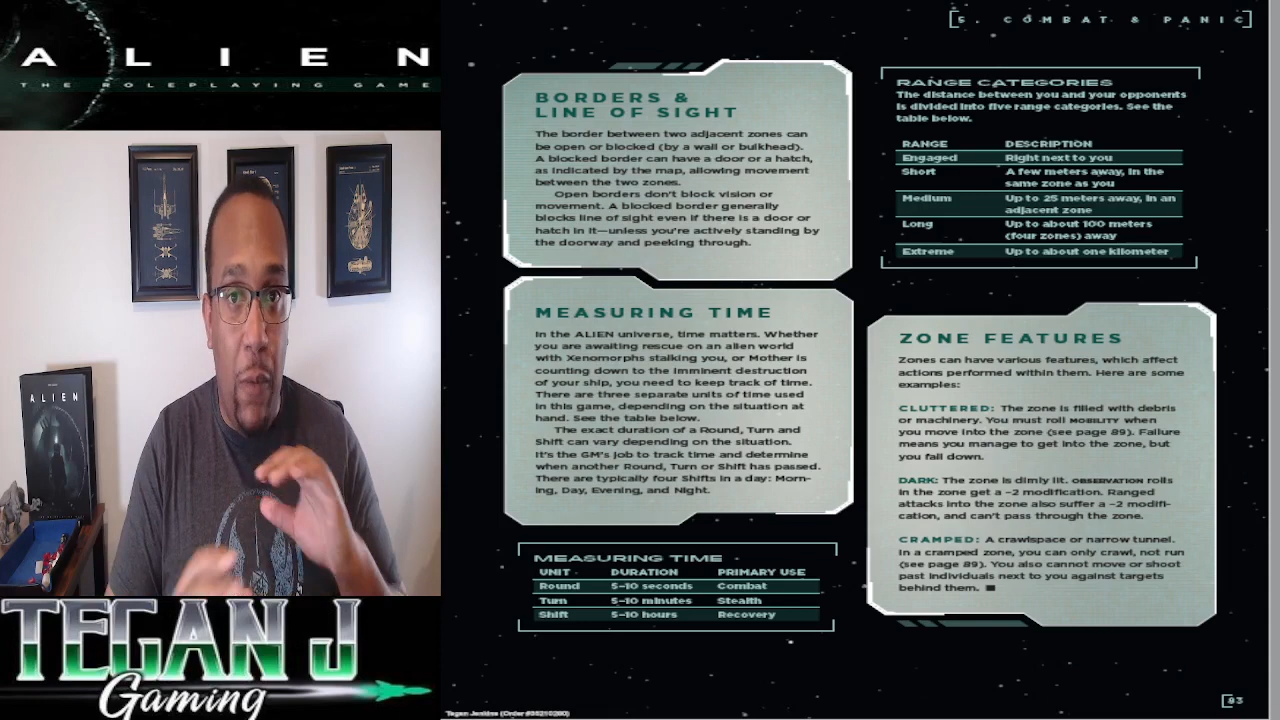 ALIEN
THE ROLEPLAYING GAME
ALIEN
TEGAN J
Gaming
5. COMBAT & PANIC
BORDERS &
LINE OF SIGHT
The border between two adjacent zones can
be open or blocked (by a wall or bulkhead).
A blocked border can have a door or a hatch,
as indicated by the map, allowing movement
between the two zones.
Open borders don't block vision or
movement. A blocked border generally
blocks line of sight even if there is a door or
hatch in it—unless you're actively standing by
the doorway and peeking through.
MEASURING TIME
In the ALIEN universe, time matters. Whether
you are awaiting rescue on an alien world
with Xenomorphs stalking you, or Mother is
counting down to the imminent destruction
of your ship, you need to keep track of time.
There are three separate units of time used
in this game, depending on the situation at
hand. See the table below.
The exact duration of a Round, Turn and
Shift can vary depending on the situation.
It's the GM's job to track time and determine
when another Round, Turn or Shift has passed.
There are typically four Shifts in a day: Morn-
ing, Day, Evening, and Night.
MEASURING TIME
UNIT DURATION PRIMARY USE
Round 5–10 seconds Combat
Turn 5–10 minutes Stealth
Shift 5–10 hours Recovery
RANGE CATEGORIES
The distance between you and your opponents
is divided into five range categories. See the
table below.
RANGE DESCRIPTION
Engaged Right next to you
Short A few meters away, in the
same zone as you
Medium Up to 25 meters away, in an
adjacent zone
Long Up to about 100 meters
(four zones) away
Extreme Up to about one kilometer
ZONE FEATURES
Zones can have various features, which affect
actions performed within them. Here are some
examples:
CLUTTERED: The zone is filled with debris
or machinery. You must roll MOBILITY when
you move into the zone (see page 89). Failure
means you manage to get into the zone, but
you fall down.
DARK: The zone is dimly lit. OBSERVATION rolls
in the zone get a –2 modification. Ranged
attacks into the zone also suffer a –2 modifi-
cation, and can't pass through the zone.
CRAMPED: A crawlspace or narrow tunnel.
In a cramped zone, you can only crawl, not run
(see page 89). You also cannot move or shoot
past individuals next to you against targets
behind them.
83